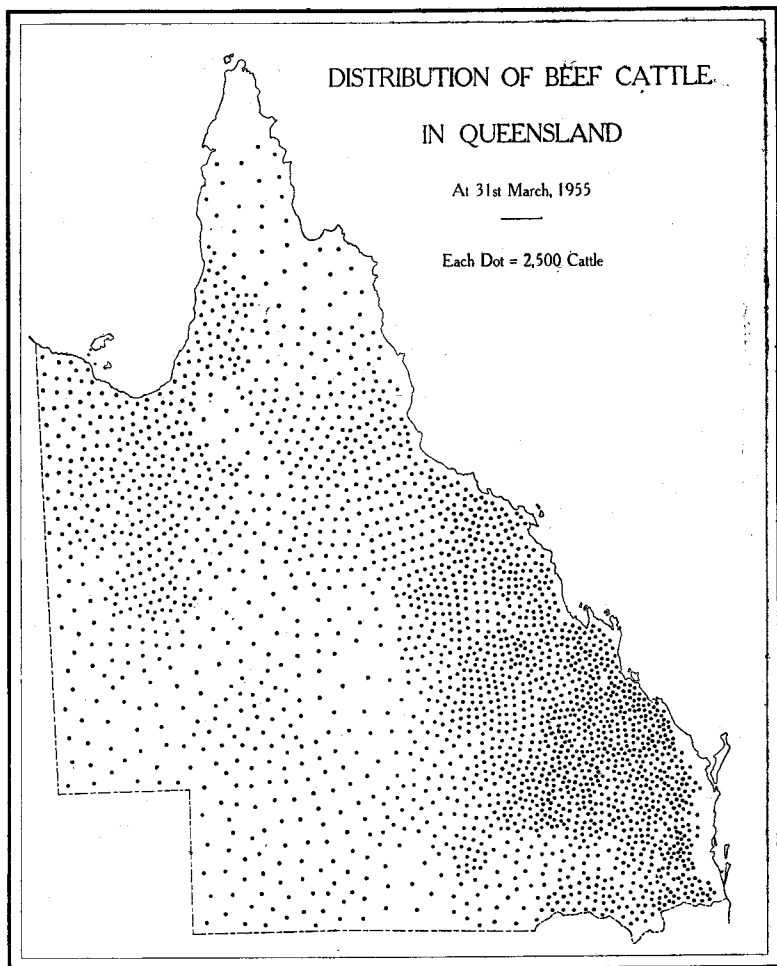 DISTRIBUTION OF BEEF CATTLE
IN QUEENSLAND
At 31st March, 1955
Each Dot = 2,500 Cattle